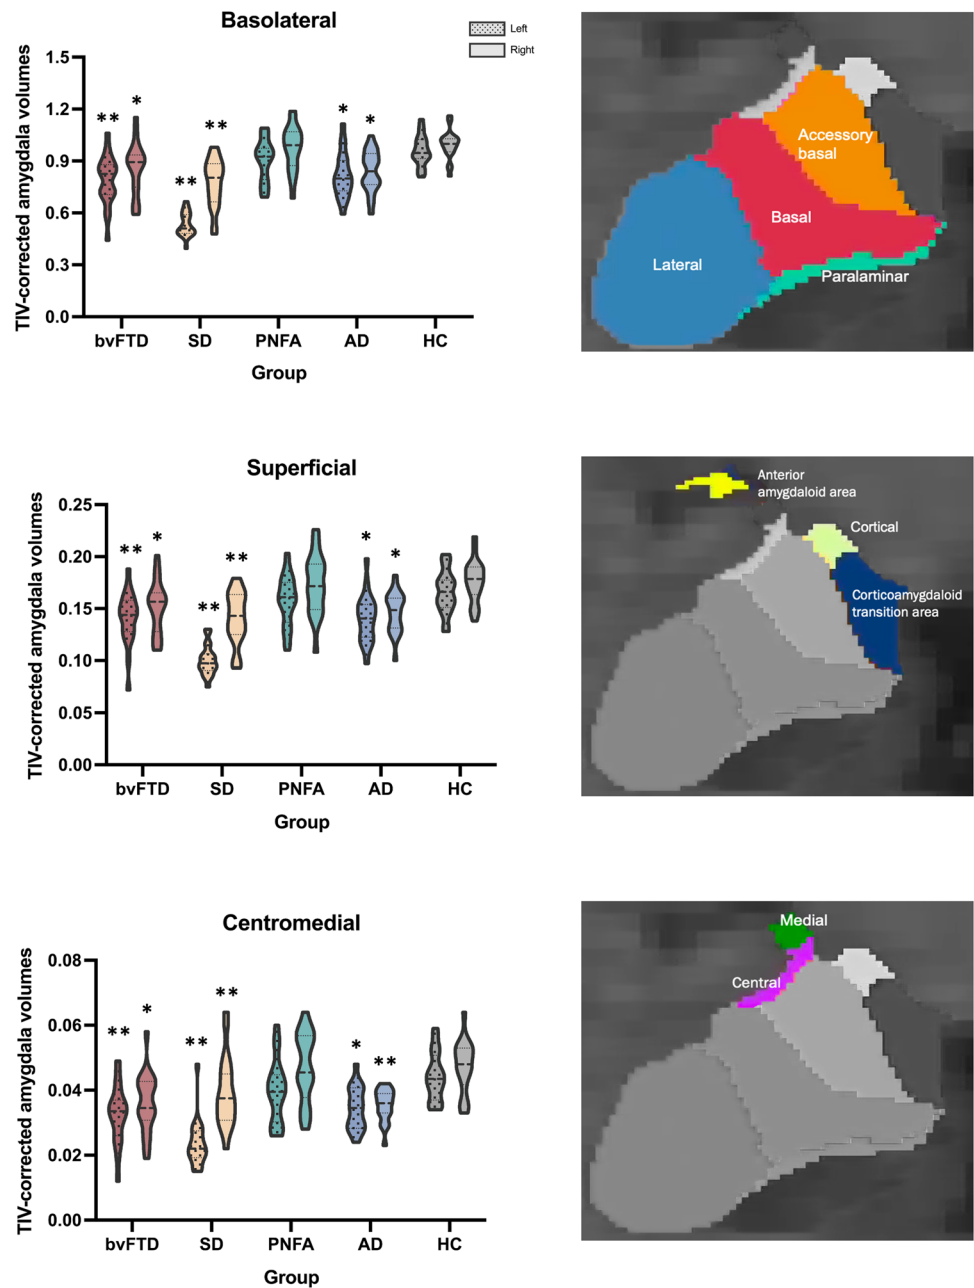 Basolateral
Left
Right
TIV-corrected amygdala volumes
1.5
1.2
0.9
0.6
0.3
0.0
** * ** ** * *
bvFTD SD PNFA AD HC
Group
Accessory
basal
Basal
Lateral
Paralaminar
Superficial
TIV-corrected amygdala volumes
0.25
0.20
0.15
0.10
0.05
0.00
** * ** ** * *
bvFTD SD PNFA AD HC
Group
Anterior
amygdaloid area
Cortical
Corticoamygdaloid
transition area
Centromedial
TIV-corrected amygdala volumes
0.08
0.06
0.04
0.02
0.00
** * ** ** * **
bvFTD SD PNFA AD HC
Group
Medial
Central